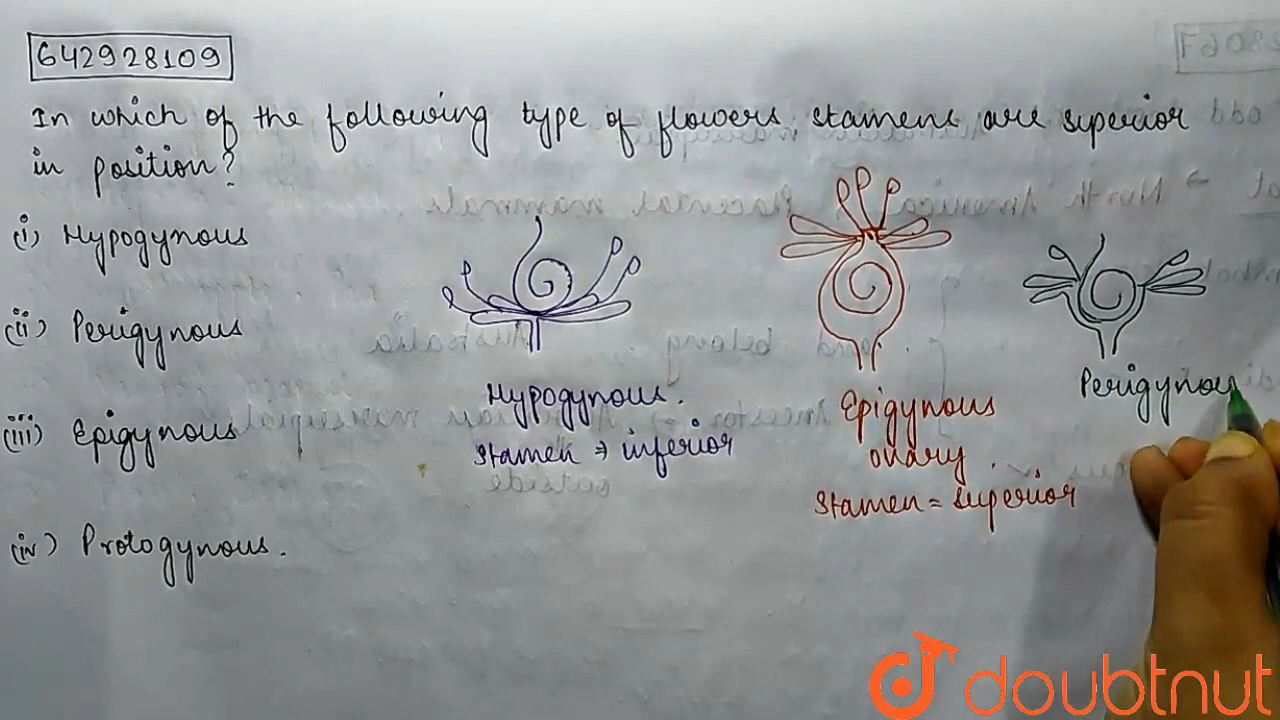 642928109
In which of the following type of flowers stamens are superior
in position?
(i) Hypogynous
(ii) Perigynous
(iii) Epigynous
(iv) Protogynous.
Hypogynous.
stamen → inferior
Epigynous
ovary
stamen = superior
Perigynous
doubtnut